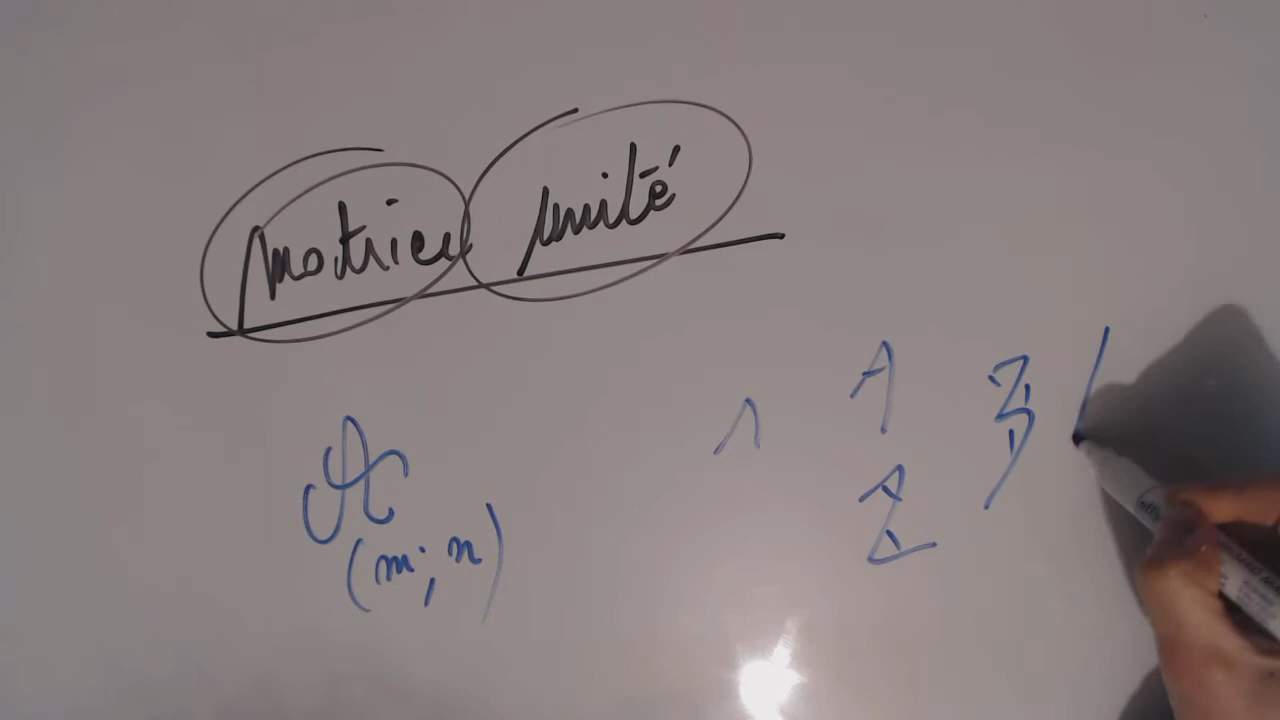 matrice unité
A
(m; n)
1 1 3 /
2